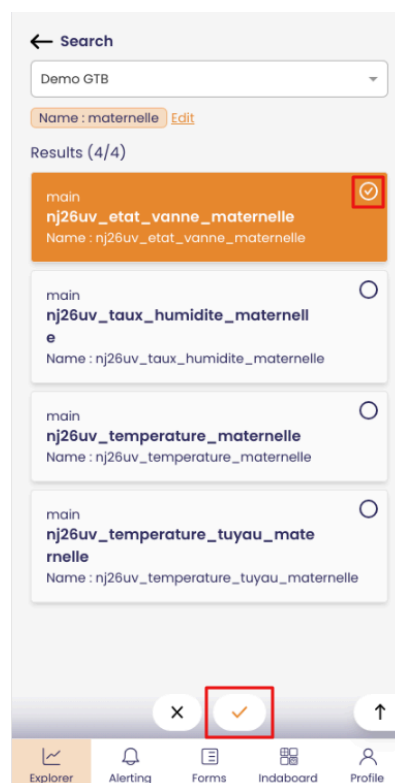 Search
Demo GTB
Name : maternelle Edit
Results (4/4)
main
nj26uv_etat_vanne_maternelle
Name : nj26uv_etat_vanne_maternelle
main
nj26uv_taux_humidite_maternell
e
Name : nj26uv_taux_humidite_maternelle
main
nj26uv_temperature_maternelle
Name : nj26uv_temperature_maternelle
main
nj26uv_temperature_tuyau_mate
rnelle
Name : nj26uv_temperature_tuyau_maternelle
Explorer Alerting Forms Indaboard Profile